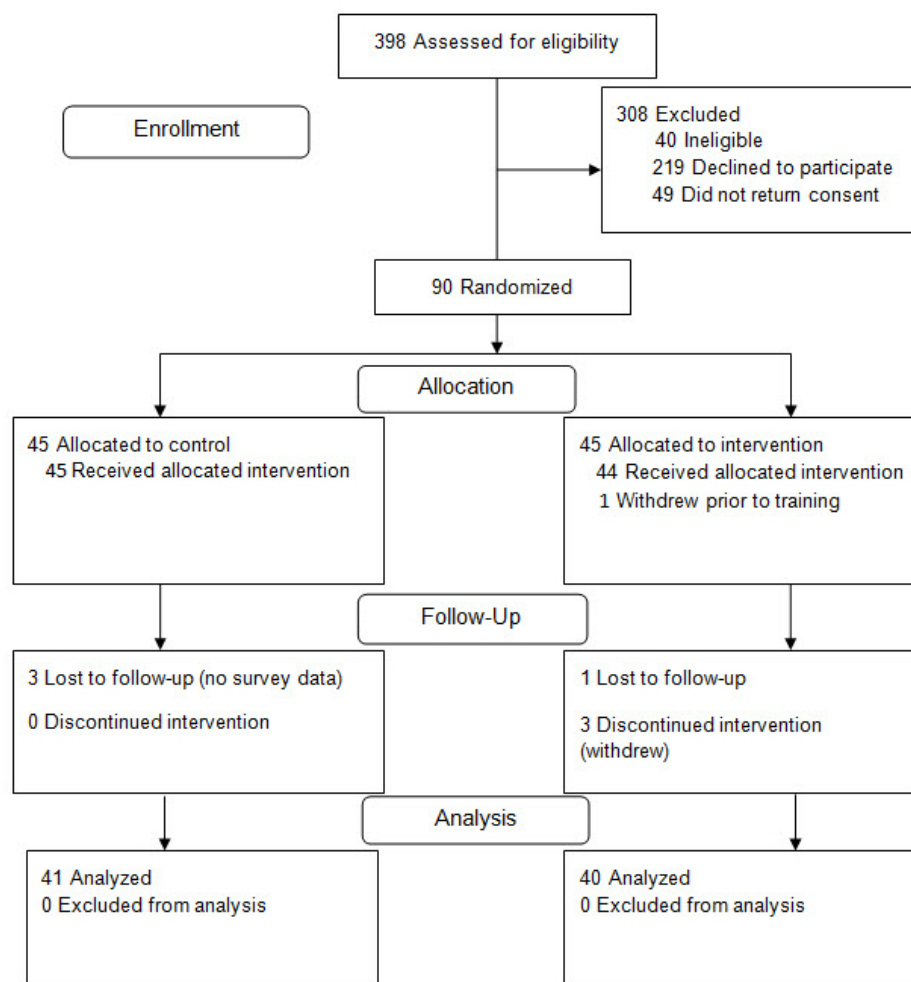 398 Assessed for eligibility
Enrollment
308 Excluded
40 Ineligible
219 Declined to participate
49 Did not return consent
90 Randomized
Allocation
45 Allocated to control
45 Received allocated intervention
45 Allocated to intervention
44 Received allocated intervention
1 Withdrew prior to training
Follow-Up
3 Lost to follow-up (no survey data)
0 Discontinued intervention
1 Lost to follow-up
3 Discontinued intervention
(withdrew)
Analysis
41 Analyzed
0 Excluded from analysis
40 Analyzed
0 Excluded from analysis